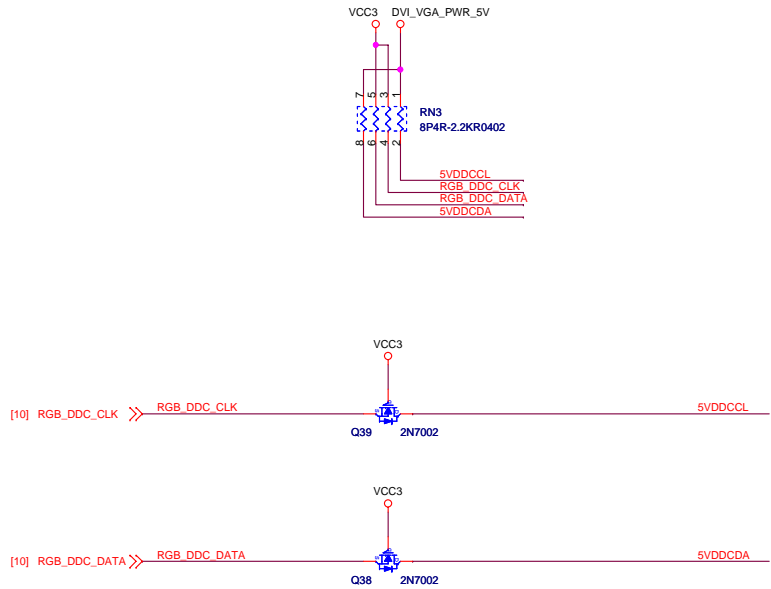 VCC3 DVI_VGA_PWR_5V
7 5 3 1
RN3
8P4R-2.2KR0402
8 6 4 2
5VDDCCL
RGB_DDC_CLK
RGB_DDC_DATA
5VDDCDA
VCC3
[10] RGB_DDC_CLK RGB_DDC_CLK 5VDDCCL
Q39 2N7002
VCC3
[10] RGB_DDC_DATA RGB_DDC_DATA 5VDDCDA
Q38 2N7002